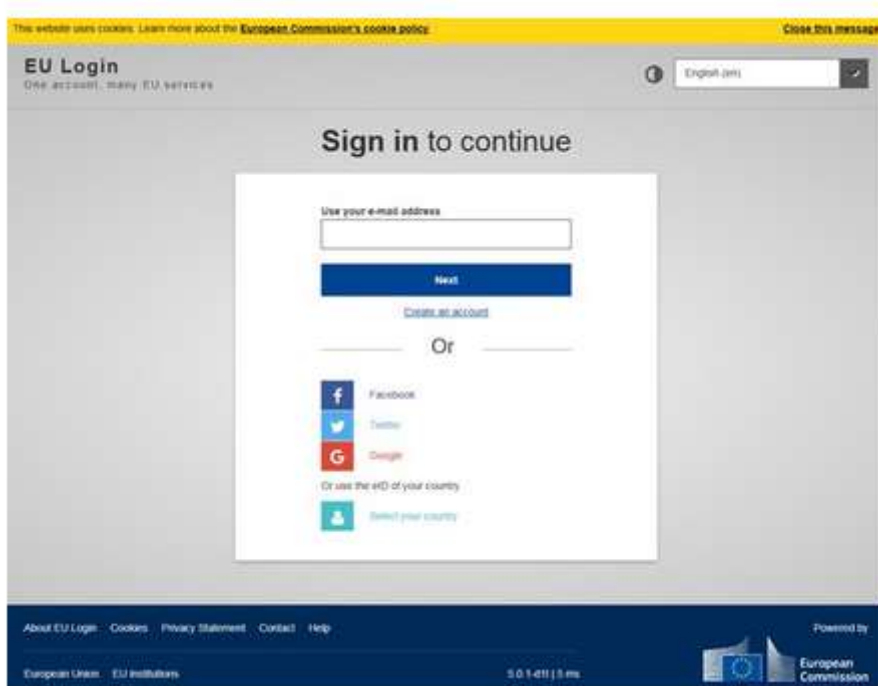 This website uses cookies. Learn more about the European Commission's cookie policy.
Close this message
EU Login
One account, many EU services
English (en)
Sign in to continue
Use your e-mail address
Next
Create an account
Or
Facebook
Twitter
Google
Or use the eID of your country
Select your country
About EU Login Cookies Privacy Statement Contact Help
Powered by
European Union EU Institutions
5 ms
European
Commission